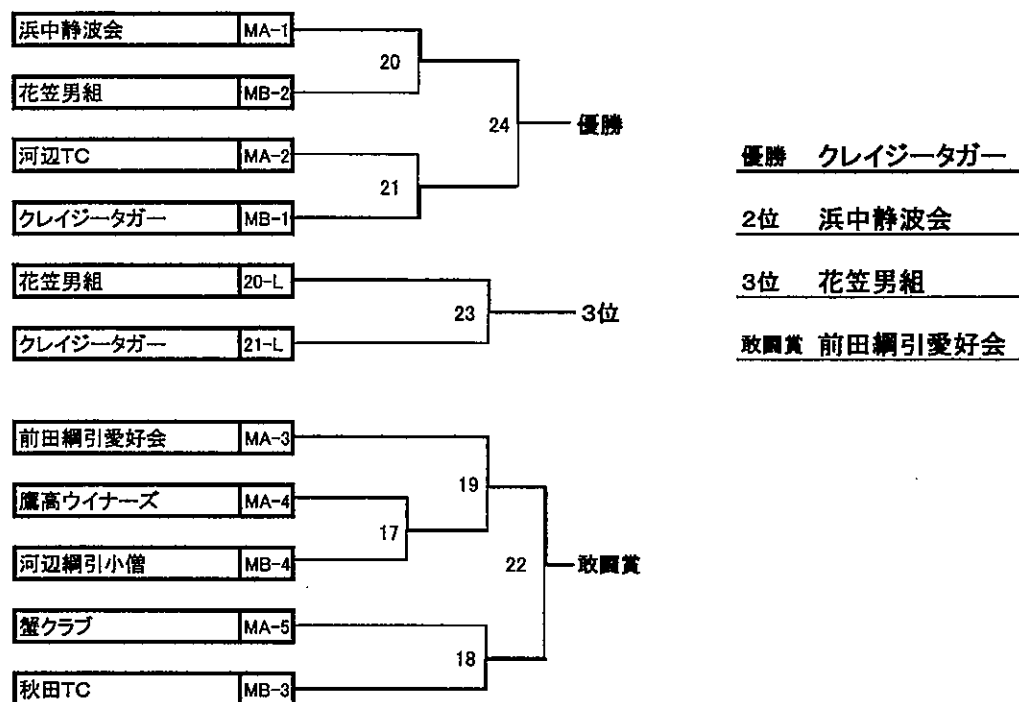 浜中静波会 MA-1
20
花笠男組 MB-2
24 優勝
河辺TC MA-2
21
クレイジータガー MB-1
花笠男組 20-L
23 3位
クレイジータガー 21-L
優勝 クレイジータガー
2位 浜中静波会
3位 花笠男組
敢闘賞 前田綱引愛好会
前田綱引愛好会 MA-3
19
鷹高ウイナーズ MA-4
17
河辺綱引小僧 MB-4
22 敢闘賞
蟹クラブ MA-5
18
秋田TC MB-3